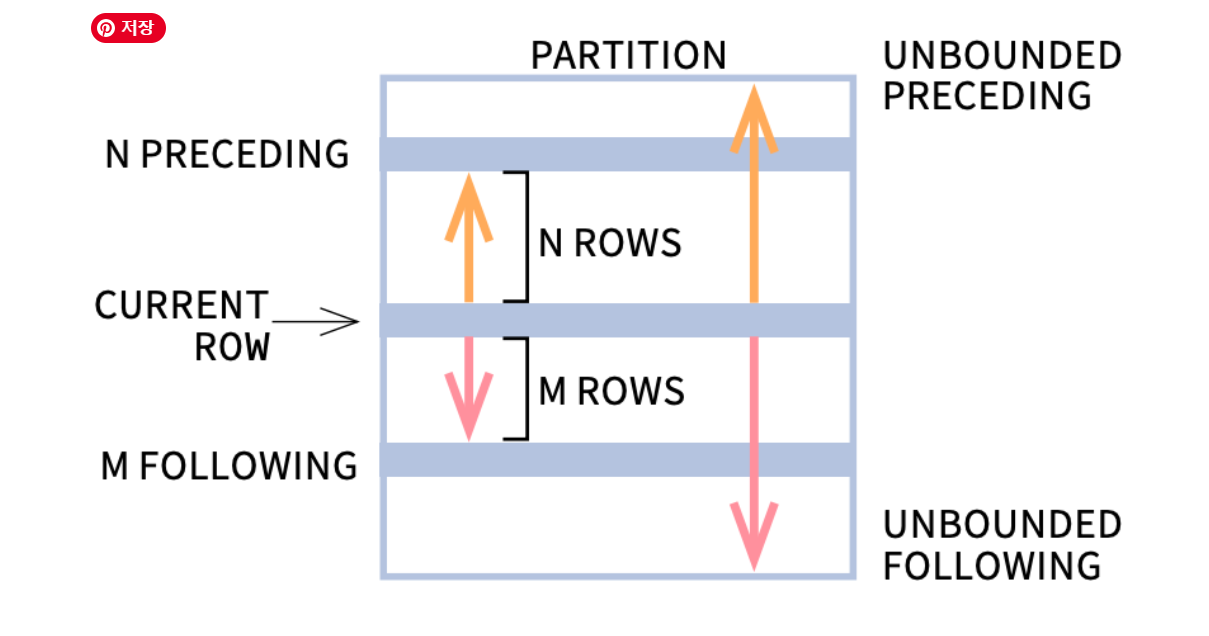 저장
PARTITION
UNBOUNDED
PRECEDING
N PRECEDING
N ROWS
CURRENT
ROW
M ROWS
M FOLLOWING
UNBOUNDED
FOLLOWING